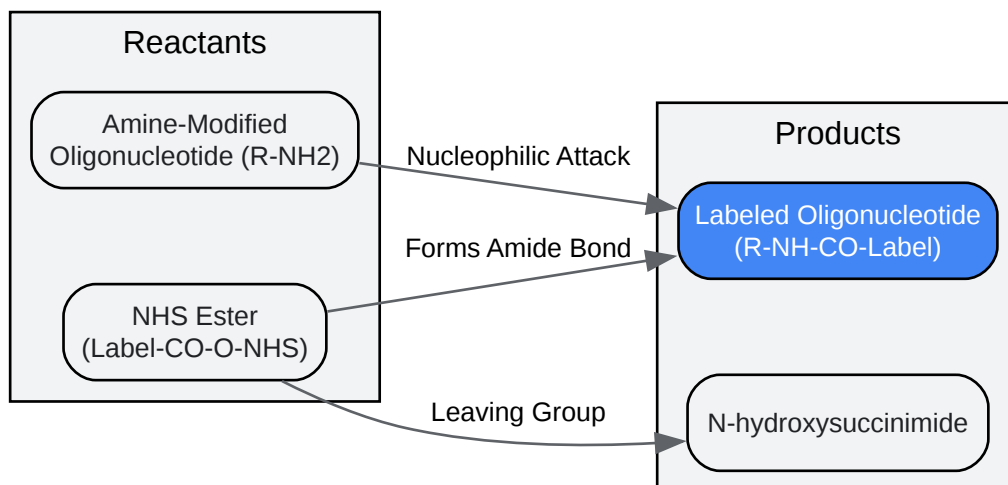 Reactants
Amine-Modified
Oligonucleotide (R-NH2)
NHS Ester
(Label-CO-O-NHS)
Nucleophilic Attack
Forms Amide Bond
Leaving Group
Products
Labeled Oligonucleotide
(R-NH-CO-Label)
N-hydroxysuccinimide